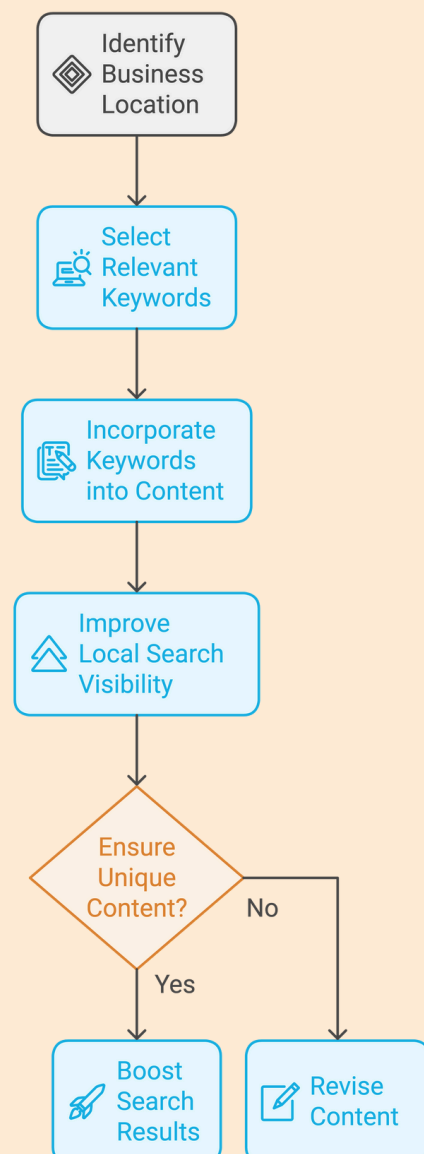 Identify
Business
Location
Select
Relevant
Keywords
Incorporate
Keywords
into Content
Improve
Local Search
Visibility
Ensure
Unique
Content?
No
Yes
Boost
Search
Results
Revise
Content